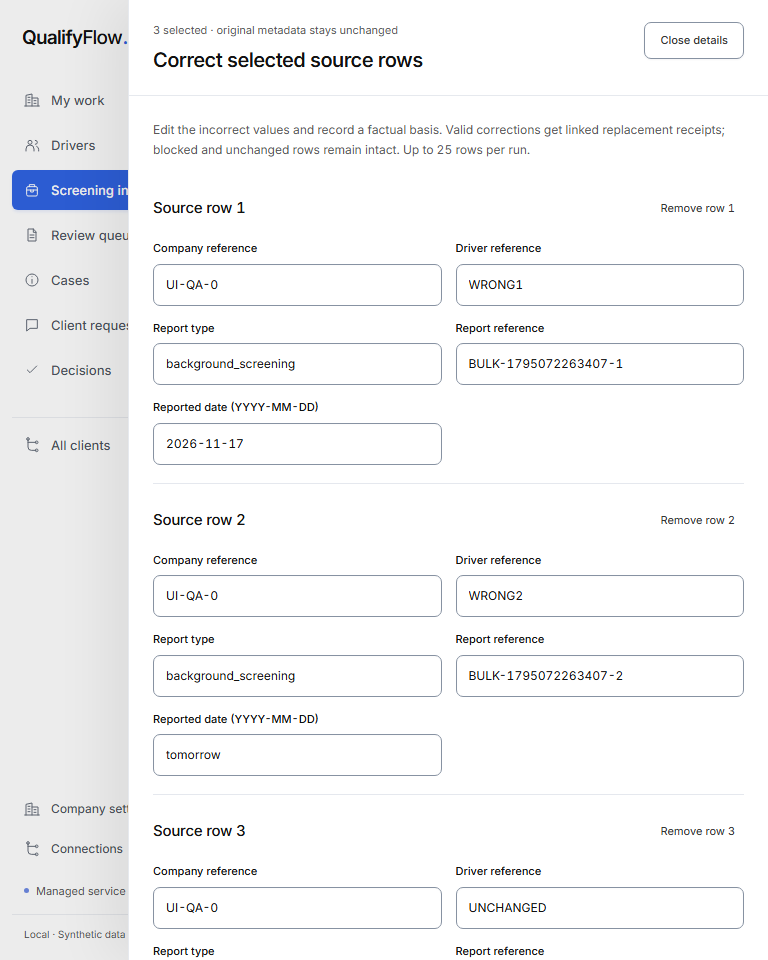 QualifyFlow.
My work
Drivers
Screening in
Review queu
Cases
Client reques
Decisions
All clients
Company sett
Connections
Managed service
Local · Synthetic data
3 selected · original metadata stays unchanged
Correct selected source rows
Close details
Edit the incorrect values and record a factual basis. Valid corrections get linked replacement receipts;
blocked and unchanged rows remain intact. Up to 25 rows per run.
Source row 1
Remove row 1
Company reference
Driver reference
UI-QA-0
WRONG1
Report type
Report reference
background_screening
BULK-1795072263407-1
Reported date (YYYY-MM-DD)
2026-11-17
Source row 2
Remove row 2
Company reference
Driver reference
UI-QA-0
WRONG2
Report type
Report reference
background_screening
BULK-1795072263407-2
Reported date (YYYY-MM-DD)
tomorrow
Source row 3
Remove row 3
Company reference
Driver reference
UI-QA-0
UNCHANGED
Report type
Report reference